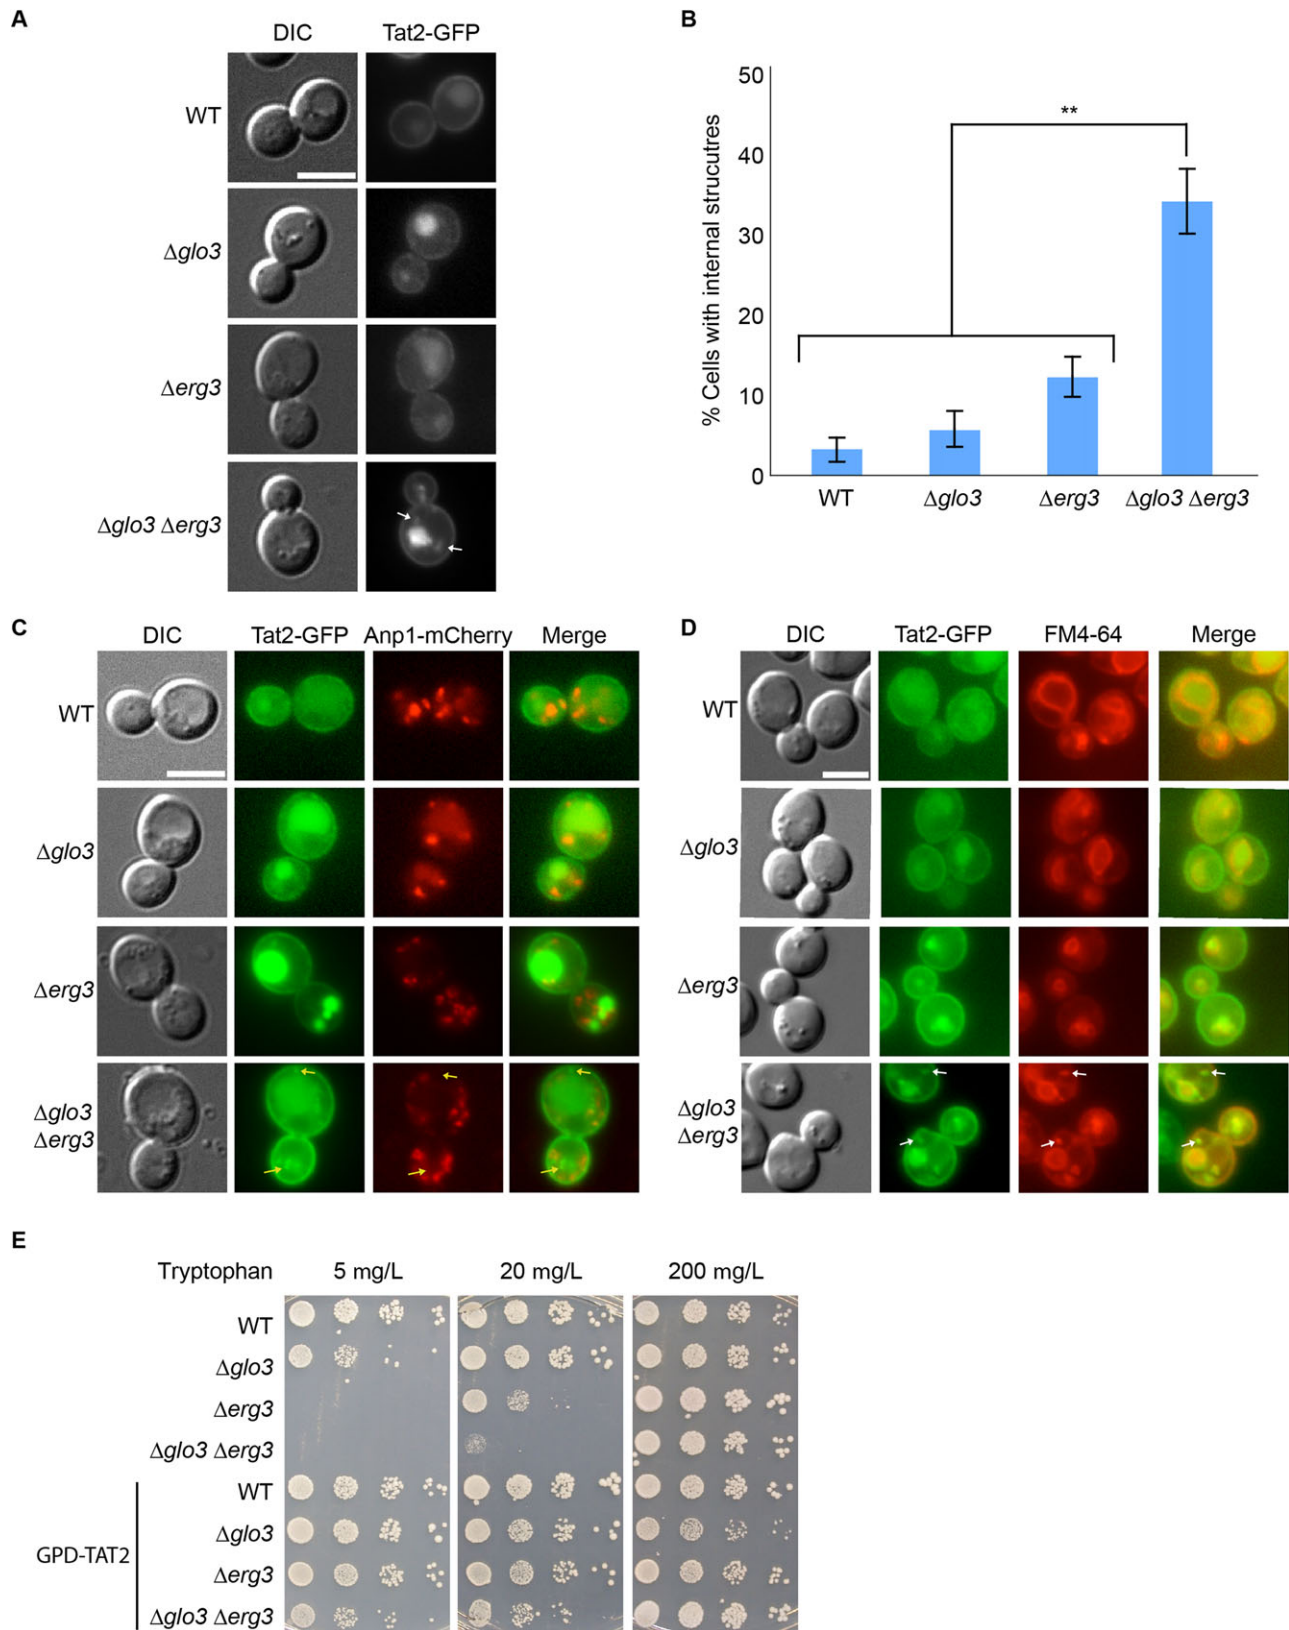 A
DIC Tat2-GFP
WT
Δglo3
Δerg3
Δglo3 Δerg3
B
% Cells with internal strucutres
50
40
30
20
10
0
**
WT Δglo3 Δerg3 Δglo3 Δerg3
C
DIC Tat2-GFP Anp1-mCherry Merge
WT
Δglo3
Δerg3
Δglo3
Δerg3
D
DIC Tat2-GFP FM4-64 Merge
WT
Δglo3
Δerg3
Δglo3
Δerg3
E
Tryptophan 5 mg/L 20 mg/L 200 mg/L
WT
Δglo3
Δerg3
Δglo3 Δerg3
GPD-TAT2
WT
Δglo3
Δerg3
Δglo3 Δerg3